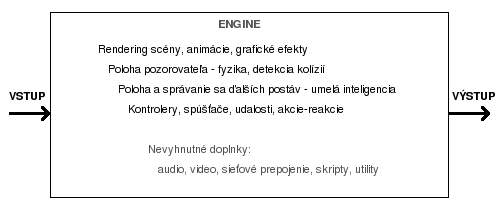 ENGINE
Rendering scény, animácie, grafické efekty
Poloha pozorovateľa - fyzika, detekcia kolízií
Poloha a správanie sa ďalších postáv - umelá inteligencia
VSTUP
VÝSTUP
Kontrolery, spúšťače, udalosti, akcie-reakcie
Nevyhnutné doplnky:
audio, video, sieťové prepojenie, skripty, utility